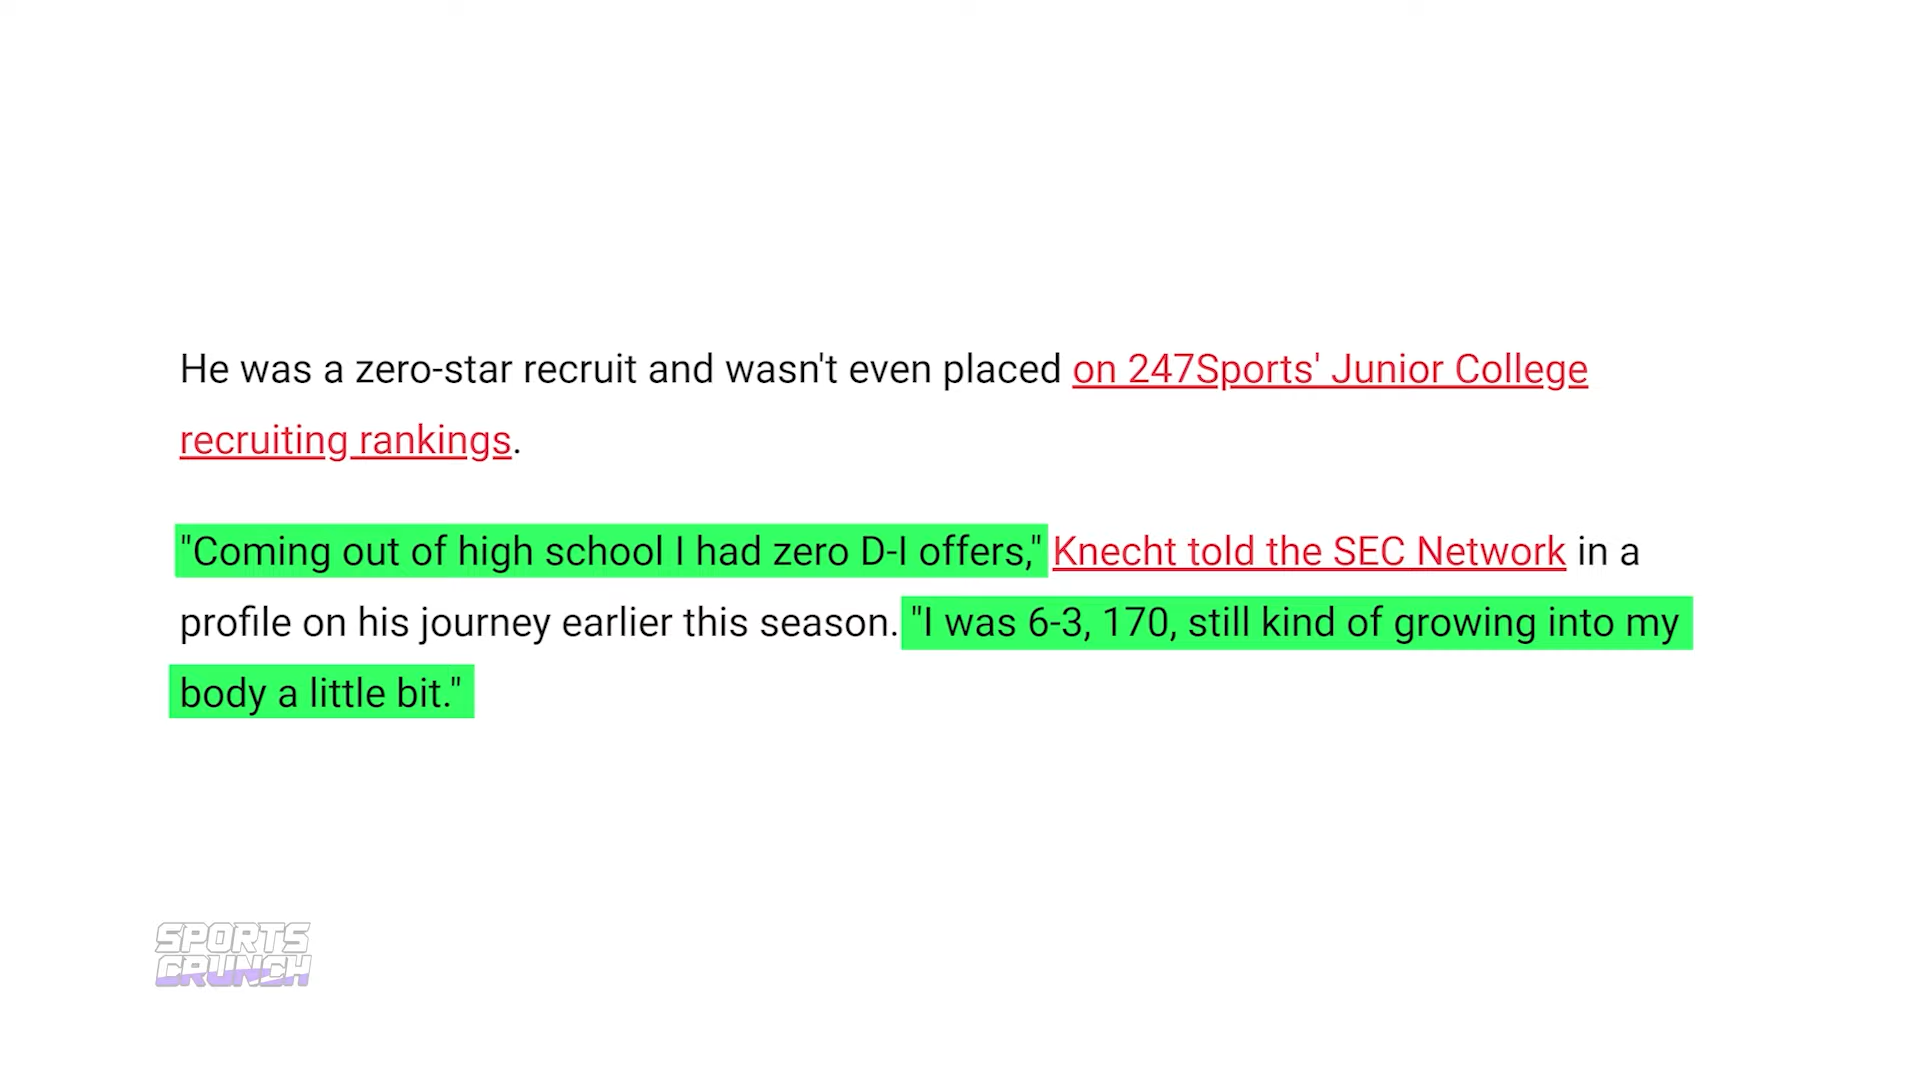 He was a zero-star recruit and wasn't even placed on 247Sports' Junior College
recruiting rankings.
"Coming out of high school I had zero D-I offers," Knecht told the SEC Network in a
profile on his journey earlier this season. "I was 6-3, 170, still kind of growing into my
body a little bit."
SPORTS
CRUNCH